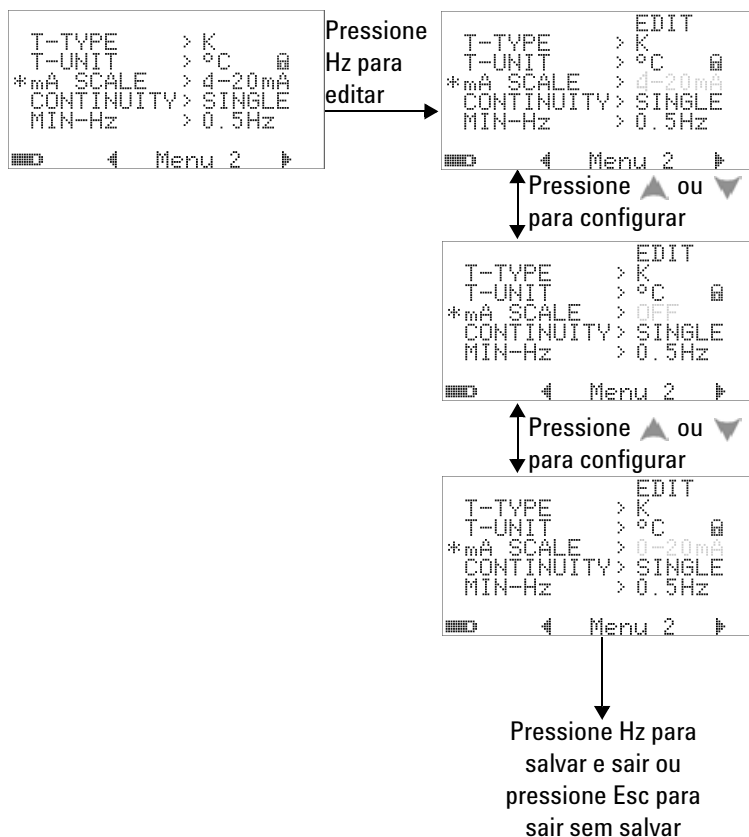 T-TYPE > K
T-UNIT > °C
*mA SCALE > 4-20mA
CONTINUITY> SINGLE
MIN-Hz > 0.5Hz
Menu 2
Pressione
Hz para
editar
EDIT
T-TYPE > K
T-UNIT > °C
*mA SCALE > 4-20mA
CONTINUITY> SINGLE
MIN-Hz > 0.5Hz
Menu 2
Pressione ▲ ou ▼
para configurar
EDIT
T-TYPE > K
T-UNIT > °C
*mA SCALE > OFF
CONTINUITY> SINGLE
MIN-Hz > 0.5Hz
Menu 2
Pressione ▲ ou ▼
para configurar
EDIT
T-TYPE > K
T-UNIT > °C
*mA SCALE > 0-20mA
CONTINUITY> SINGLE
MIN-Hz > 0.5Hz
Menu 2
Pressione Hz para
salvar e sair ou
pressione Esc para
sair sem salvar